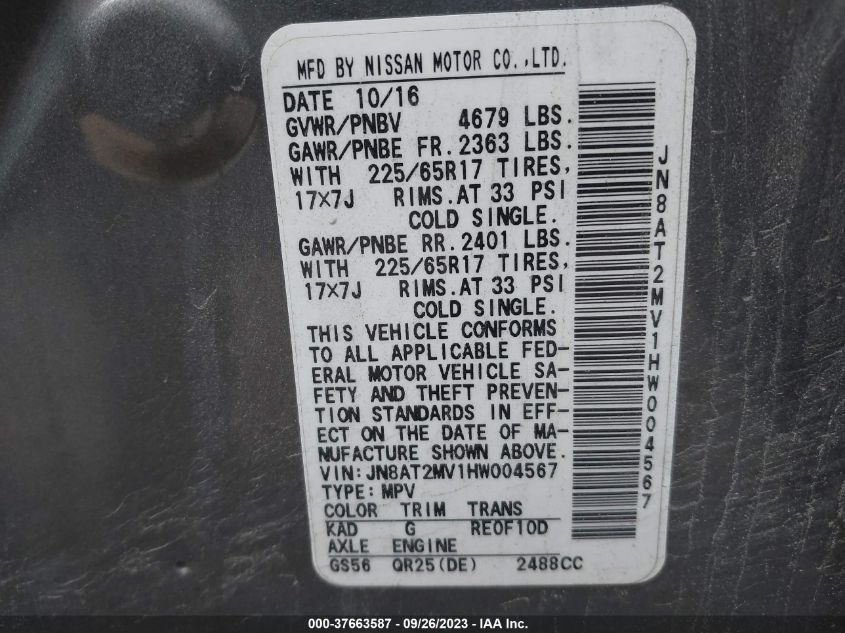 MFD BY NISSAN MOTOR CO.,LTD.
DATE 10/16
GVWR/PNBV 4679 LBS.
GAWR/PNBE FR. 2363 LBS.
WITH 225/65R17 TIRES,
17×7J RIMS.AT 33 PSI
COLD SINGLE.
GAWR/PNBE RR. 2401 LBS.
WITH 225/65R17 TIRES,
17×7J RIMS.AT 33 PSI
COLD SINGLE.
THIS VEHICLE CONFORMS
TO ALL APPLICABLE FED-
ERAL MOTOR VEHICLE SA-
FETY AND THEFT PREVEN-
TION STANDARDS IN EFF-
ECT ON THE DATE OF MA-
NUFACTURE SHOWN ABOVE.
VIN:JN8AT2MV1HW004567
TYPE:MPV
COLOR TRIM TRANS
KAD G RE0F10D
AXLE ENGINE
GS56 QR25(DE) 2488CC
JN8AT2MV1HW004567
000-37663587 - 09/26/2023 - IAA Inc.